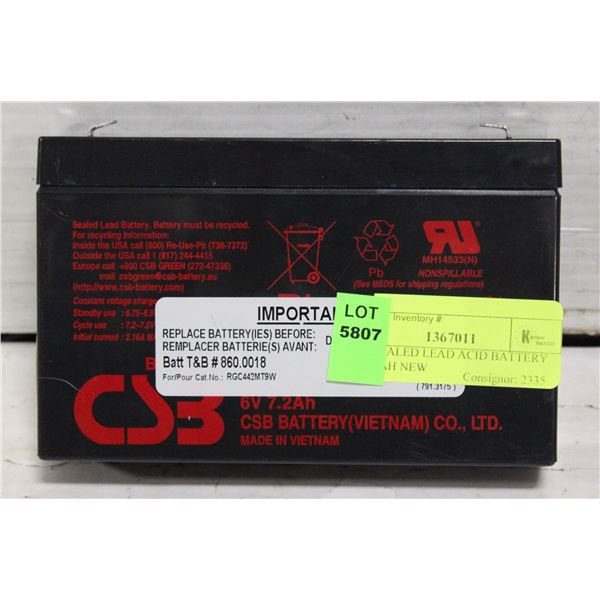 Sealed Lead Battery. Battery must be recycled.
For recycling Information:
Inside the USA call (800) Re-Use-Pb (738-7372)
Outside the USA call 1 (817) 244-4415
Europe call +800 CSB GREEN (272-47336)
mail csbgreen@csb-battery.eu
(http://www.csb-battery.com)
Pb
MH14533(N)
NONSPILLABLE
(See MSDS for shipping regulations)
Constant voltage charge
Standby use :
Cycle use :
IMPORTA
REPLACE BATTERY(IES) BEFORE:
REMPLACER BATTERIE(S) AVANT:
D
Batt T&B # 860.0018
For/Pour Cat.No.: RGC442MT9W
( 791.3175 )
LOT
5807
Inventory #:
1367011
ALED LEAD ACID BATTERY
AH NEW
Consignor: 2335
CSB
6V 7.2Ah
CSB BATTERY(VIETNAM) CO., LTD.
MADE IN VIETNAM